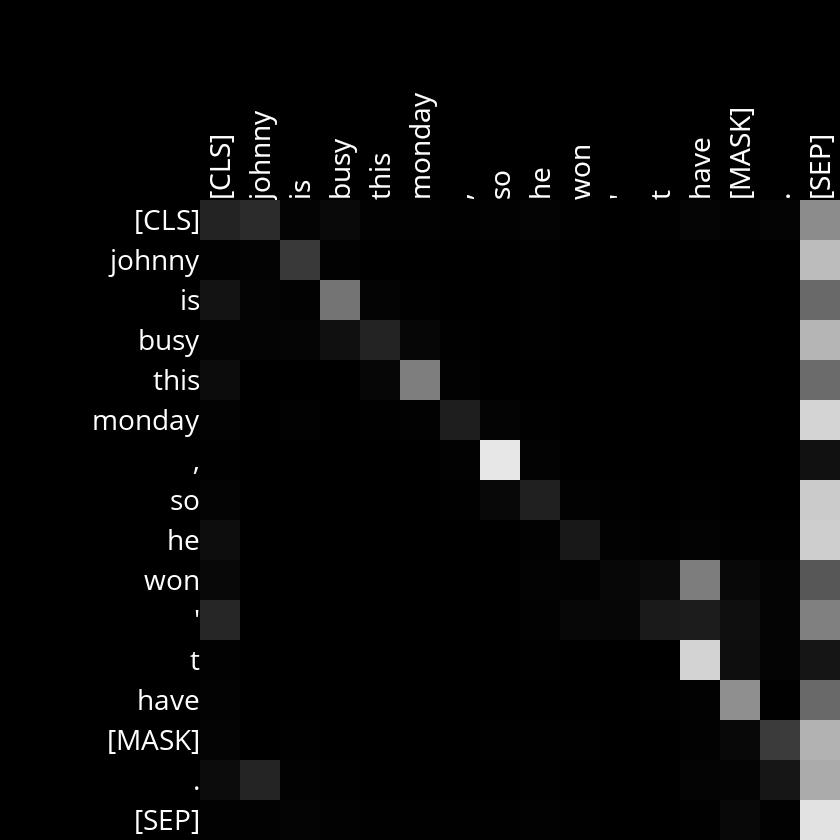 [CLS]
johnny
is
busy
this
monday
,
so
he
won
'
t
have
[MASK]
.
[SEP]
[CLS]
johnny
is
busy
this
monday
,
so
he
won
'
t
have
[MASK]
.
[SEP]